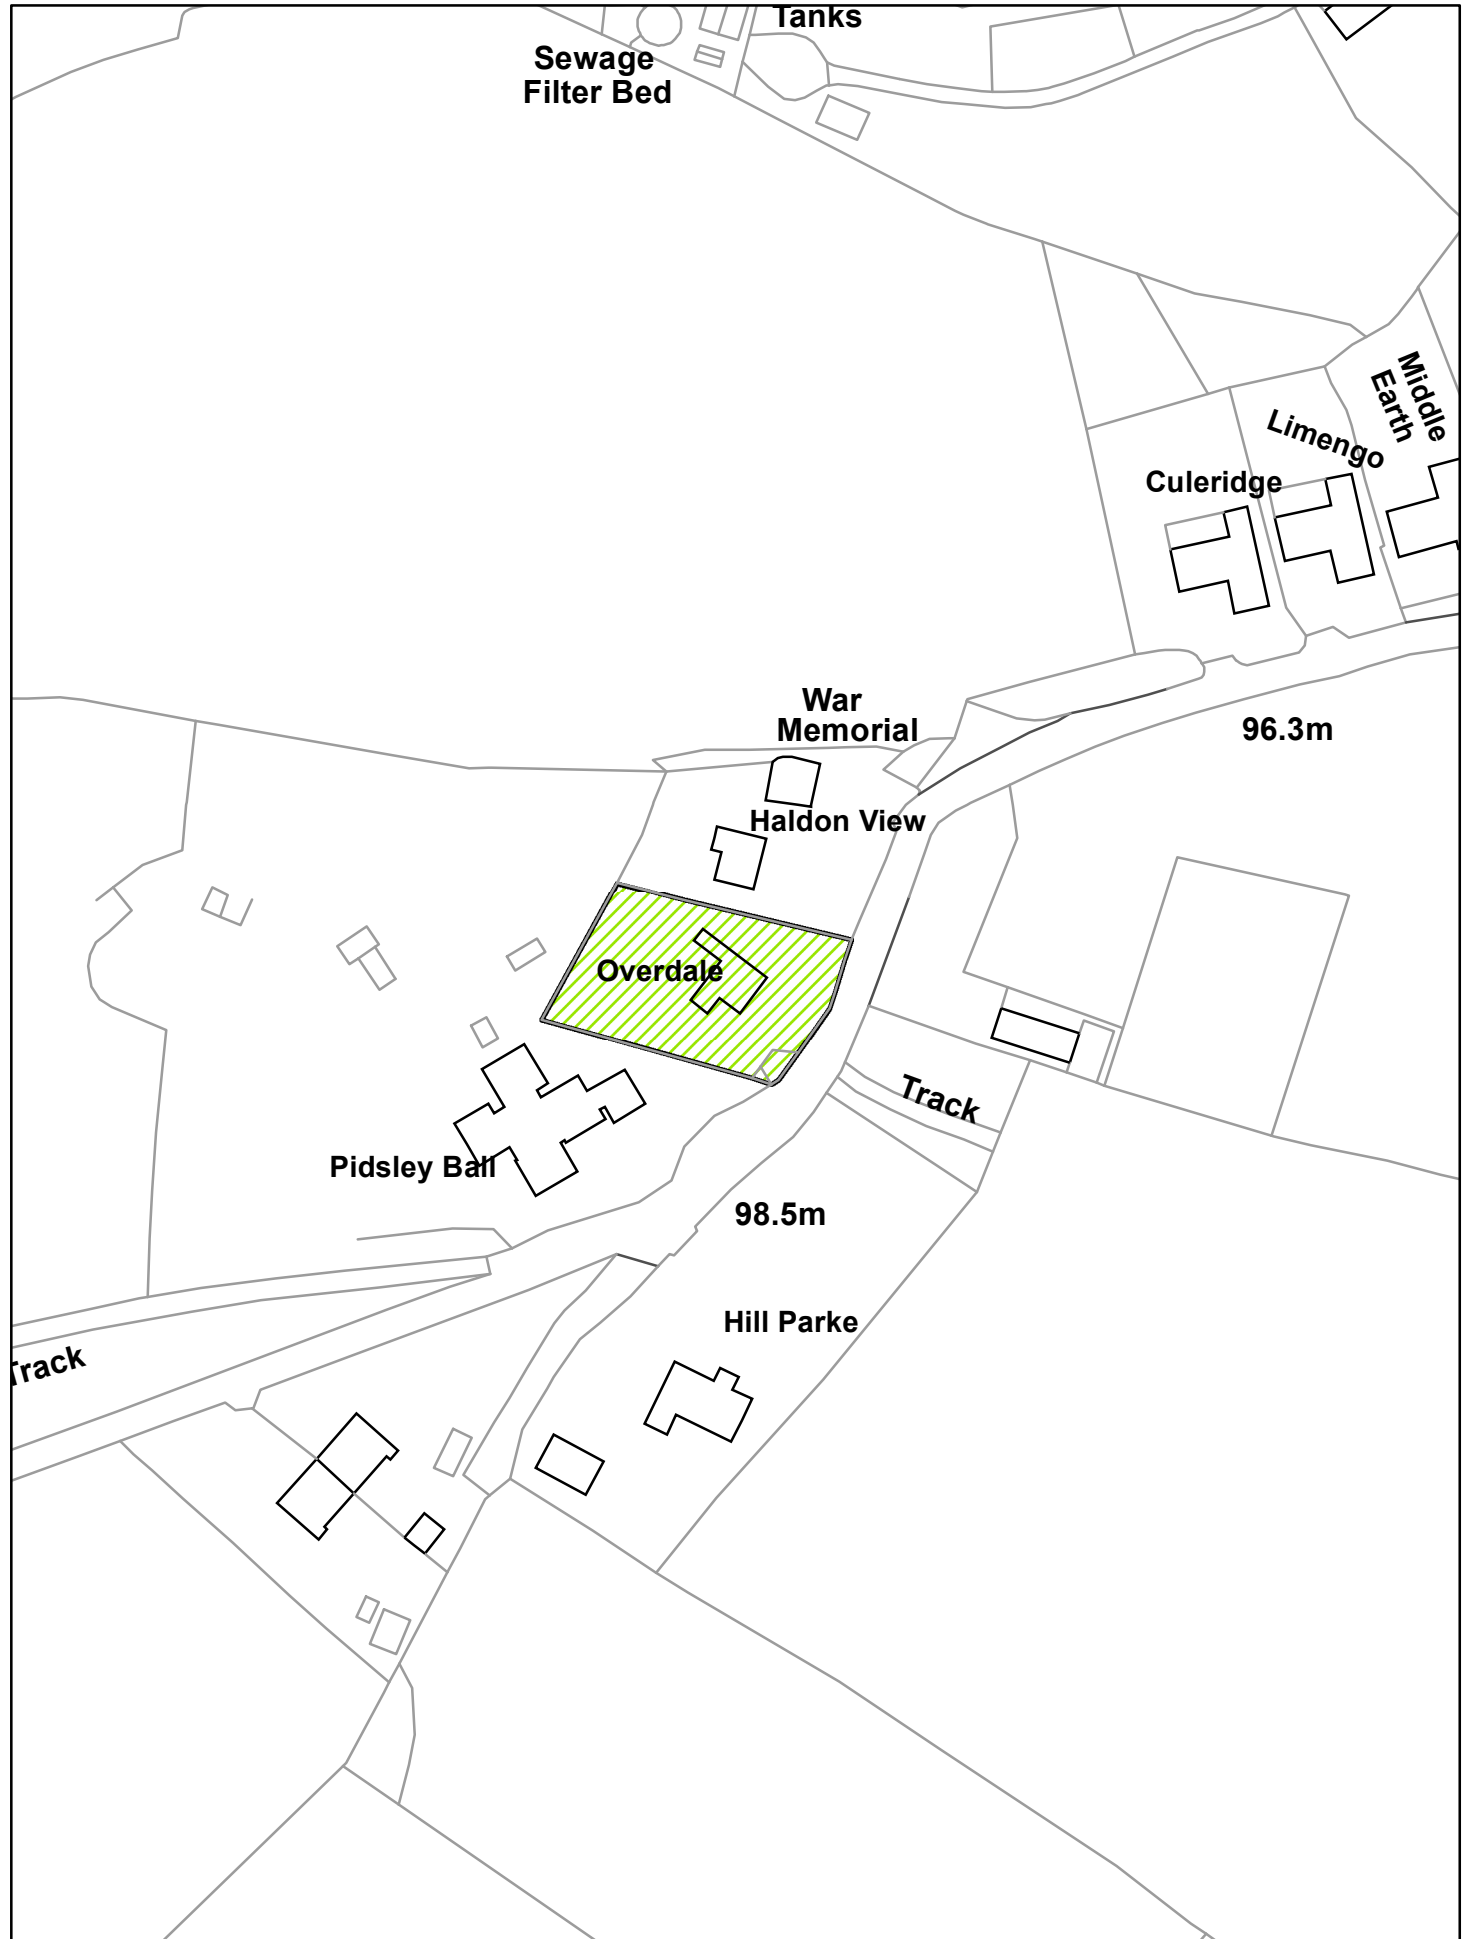 Tanks
Sewage
Filter Bed
Middle
Earth
Limengo
Culeridge
War
Memorial
96.3m
Haldon View
Overdale
Track
Pidsley Ball
98.5m
Hill Parke
Track